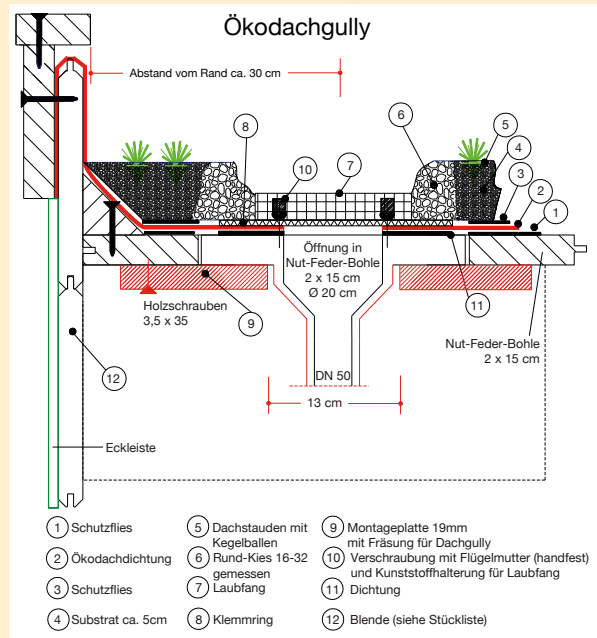 Ökodachgully
Abstand vom Rand ca. 30 cm
8
10
7
6
5
4
3
2
1
Öffnung in
Nut-Feder-Bohle
2 x 15 cm
Ø 20 cm
Holzschrauben
3,5 x 35
9
11
Nut-Feder-Bohle
2 x 15 cm
12
DN 50
13 cm
Eckleiste
1 Schutzflies
2 Ökodachdichtung
3 Schutzflies
4 Substrat ca. 5cm
5 Dachstauden mit
Kegelballen
6 Rund-Kies 16-32
gemessen
7 Laubfang
8 Klemmring
9 Montageplatte 19mm
mit Fräsung für Dachgully
10 Verschraubung mit Flügelmutter (handfest)
und Kunststoffhalterung für Laubfang
11 Dichtung
12 Blende (siehe Stückliste)